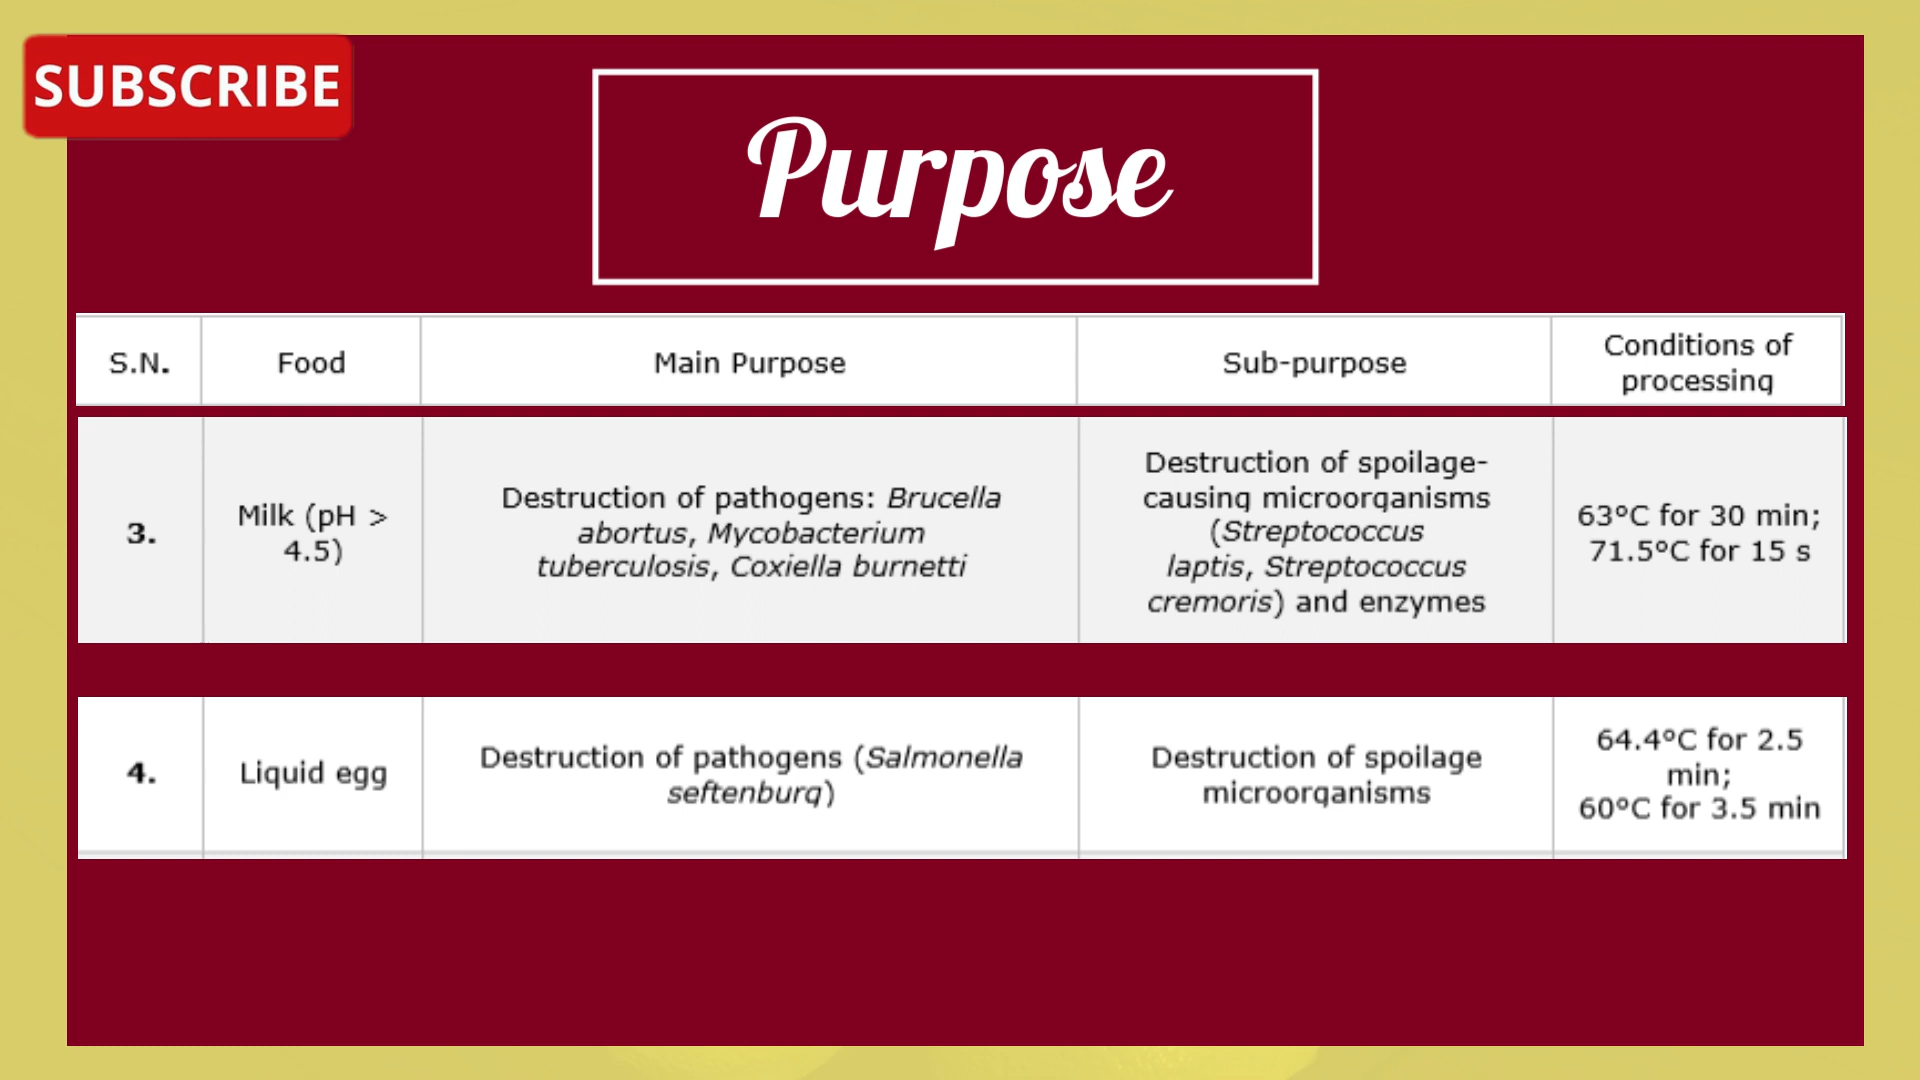 SUBSCRIBE
Purpose
S.N.
Food
Main Purpose
Sub-purpose
Conditions of
processing
3.
Milk (pH >
4.5)
Destruction of pathogens: Brucella
abortus, Mycobacterium
tuberculosis, Coxiella burnetti
Destruction of spoilage-
causing microorganisms
(Streptococcus
laptis, Streptococcus
cremoris) and enzymes
63°C for 30 min;
71.5°C for 15 s
4.
Liquid egg
Destruction of pathogens (Salmonella
seftenburg)
Destruction of spoilage
microorganisms
64.4°C for 2.5
min;
60°C for 3.5 min